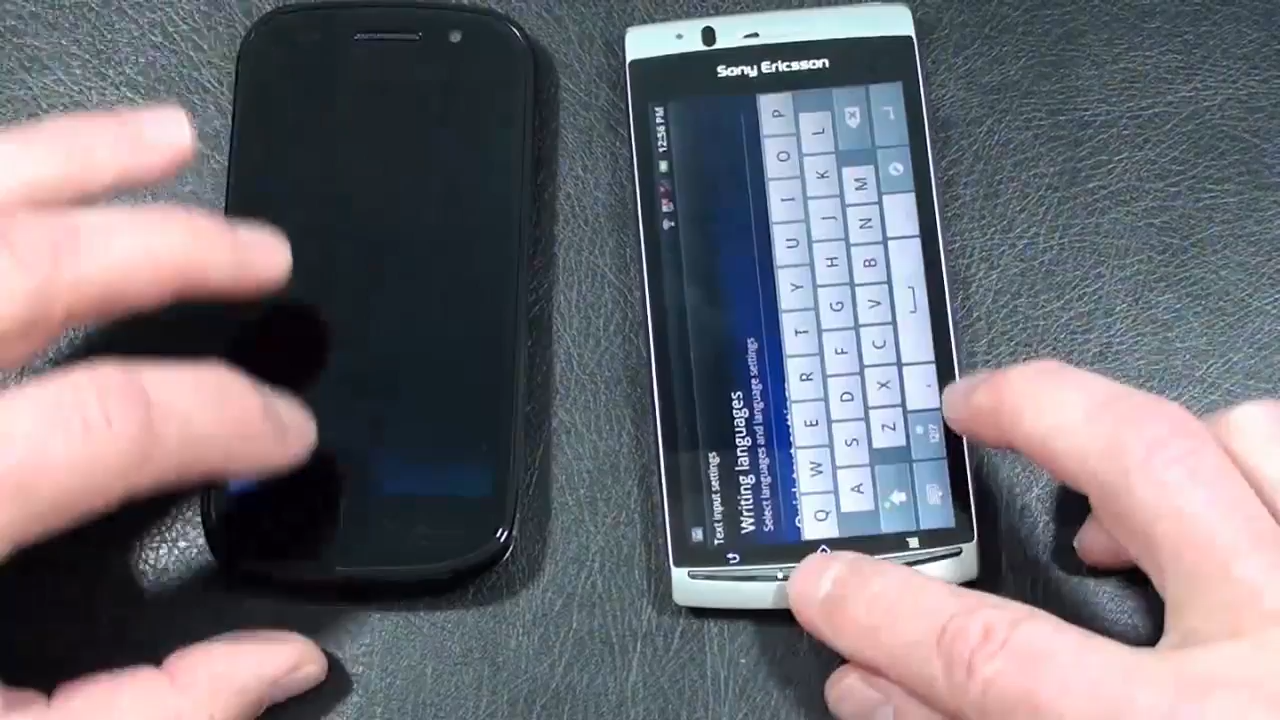 Sony Ericsson
12:56 PM
Text input settings
Writing languages
Select languages and language settings
Q W E R T Y U I O P
A S D F G H J K L
Z X C V B N M
12!?